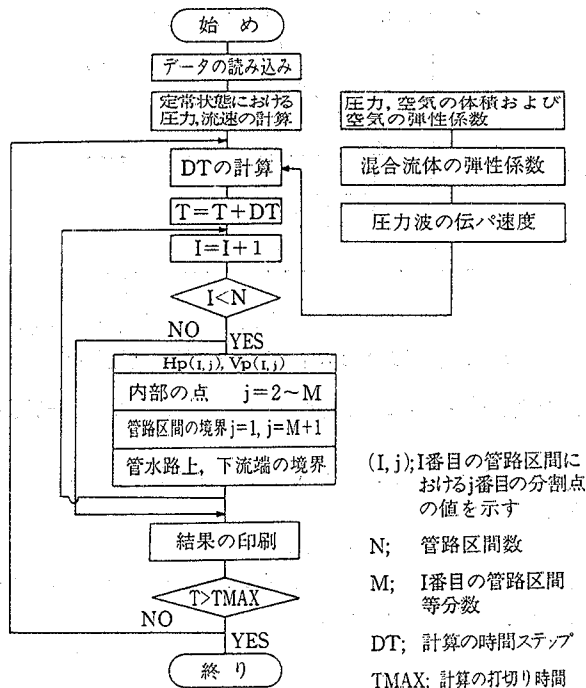 始め
データの読み込み
定常状態における
圧力,流速の計算
DTの計算
T=T+DT
I=I+1
I<N
NO
YES
Hp(I,j), Vp(I,j)
内部の点 j=2~M
管路区間の境界j=1, j=M+1
管水路上,下流端の境界
結果の印刷
T>TMAX
NO
YES
終り
圧力,空気の体積および
空気の弾性係数
混合流体の弾性係数
圧力波の伝パ速度
(I, j);I番目の管路区間に
おけるj番目の分割点
の値を示す
N; 管路区間数
M; I番目の管路区間
等分数
DT; 計算の時間ステップ
TMAX; 計算の打切り時間